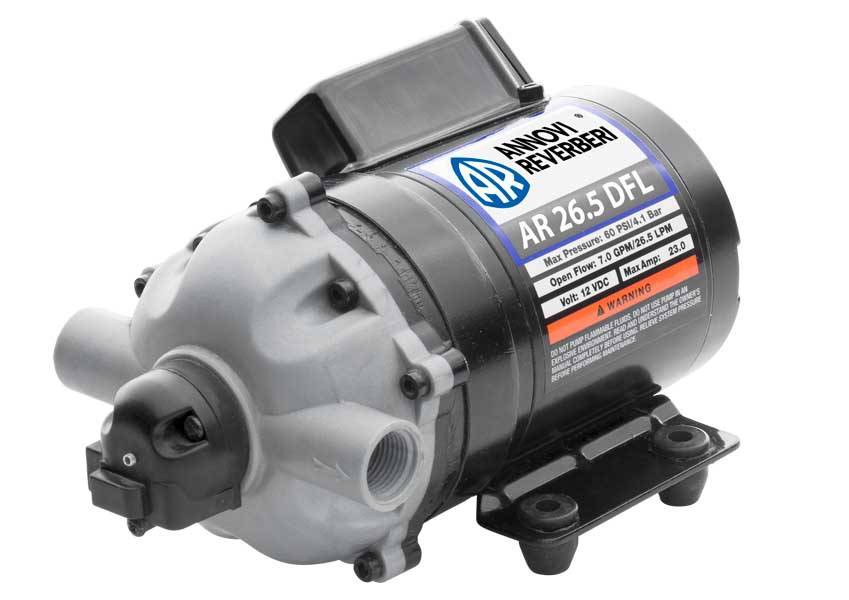 ANNOVI ®
REVERBERI
AR
AR 26.5 DFL
Max Pressure: 60 PSI/4.1 Bar
Open Flow: 7.0 GPM/26.5 LPM
Volt: 12 VDC Max Amp: 23.0
⚠ WARNING
DO NOT PUMP FLAMMABLE FLUIDS, DO NOT USE PUMP IN AN
EXPLOSIVE ENVIRONMENT. READ AND UNDERSTAND THE OWNER'S
MANUAL COMPLETELY BEFORE USING. RELIEVE SYSTEM PRESSURE
BEFORE PERFORMING MAINTENANCE.